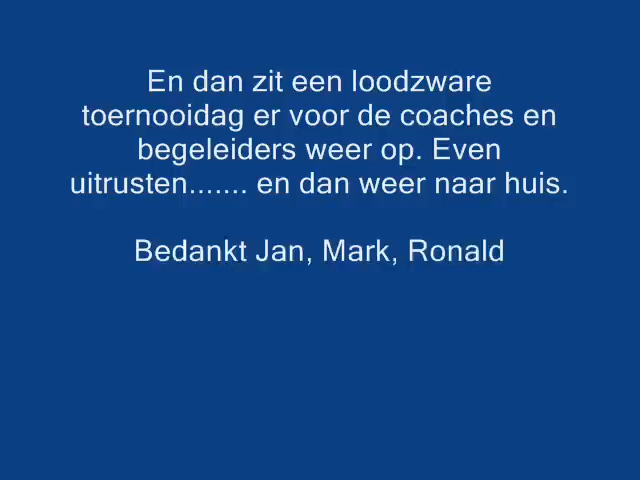 En dan zit een loodzware
toernooidag er voor de coaches en
begeleiders weer op. Even
uitrusten....... en dan weer naar huis.
Bedankt Jan, Mark, Ronald